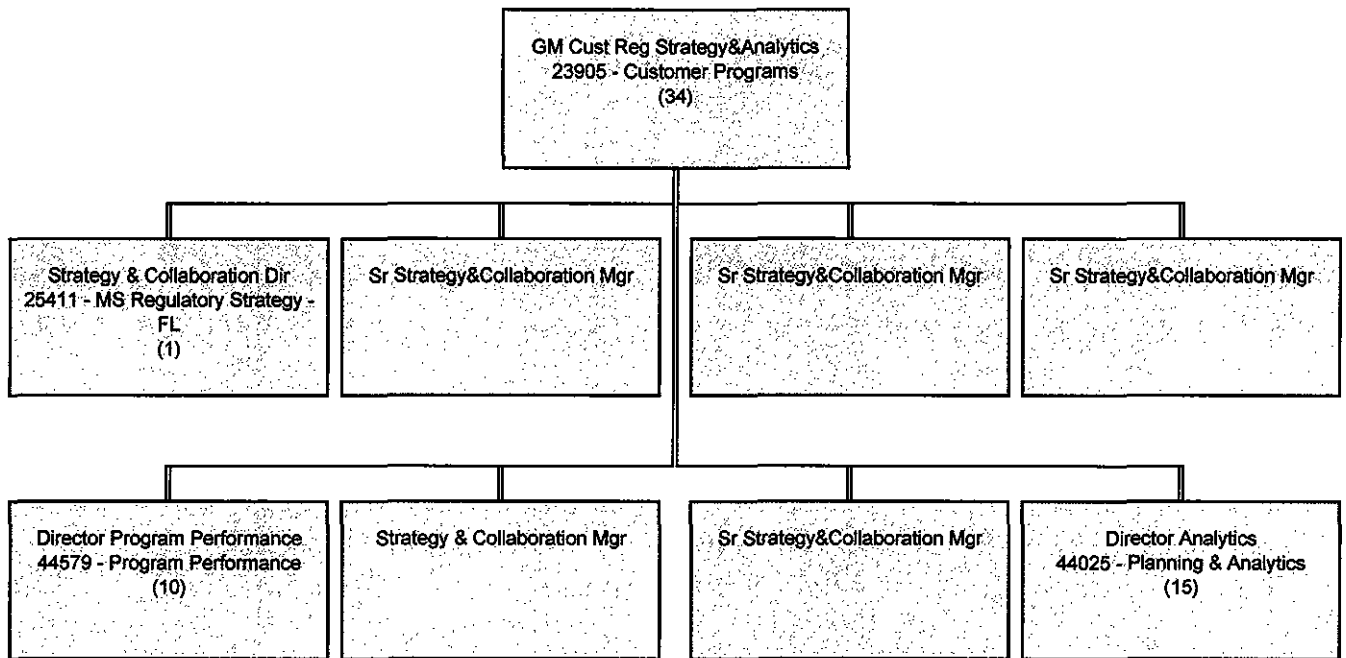 GM Cust Reg Strategy&Analytics
23905 - Customer Programs
(34)
Strategy & Collaboration Dir
25411 - MS Regulatory Strategy -
FL
(1)
Sr Strategy&Collaboration Mgr
Sr Strategy&Collaboration Mgr
Sr Strategy&Collaboration Mgr
Director Program Performance
44579 - Program Performance
(10)
Strategy & Collaboration Mgr
Sr Strategy&Collaboration Mgr
Director Analytics
44025 - Planning & Analytics
(15)